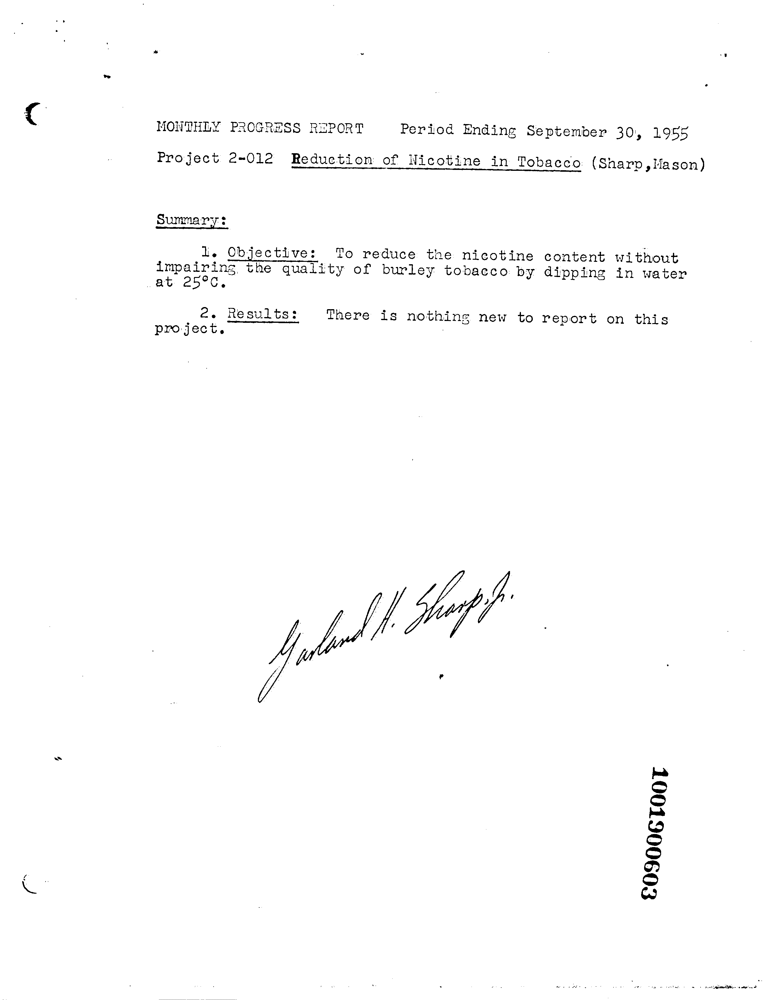 MONTHLY PROGRESS REPORT Period Ending September 30, 1955
Project 2-012 Reduction of Nicotine in Tobacco (Sharp,Mason)
Summary:
1. Objective: To reduce the nicotine content without
impairing the quality of burley tobacco by dipping in water
at 25°C.
2. Results: There is nothing new to report on this
project.
Garland H. Sharp, Jr.
1001900603